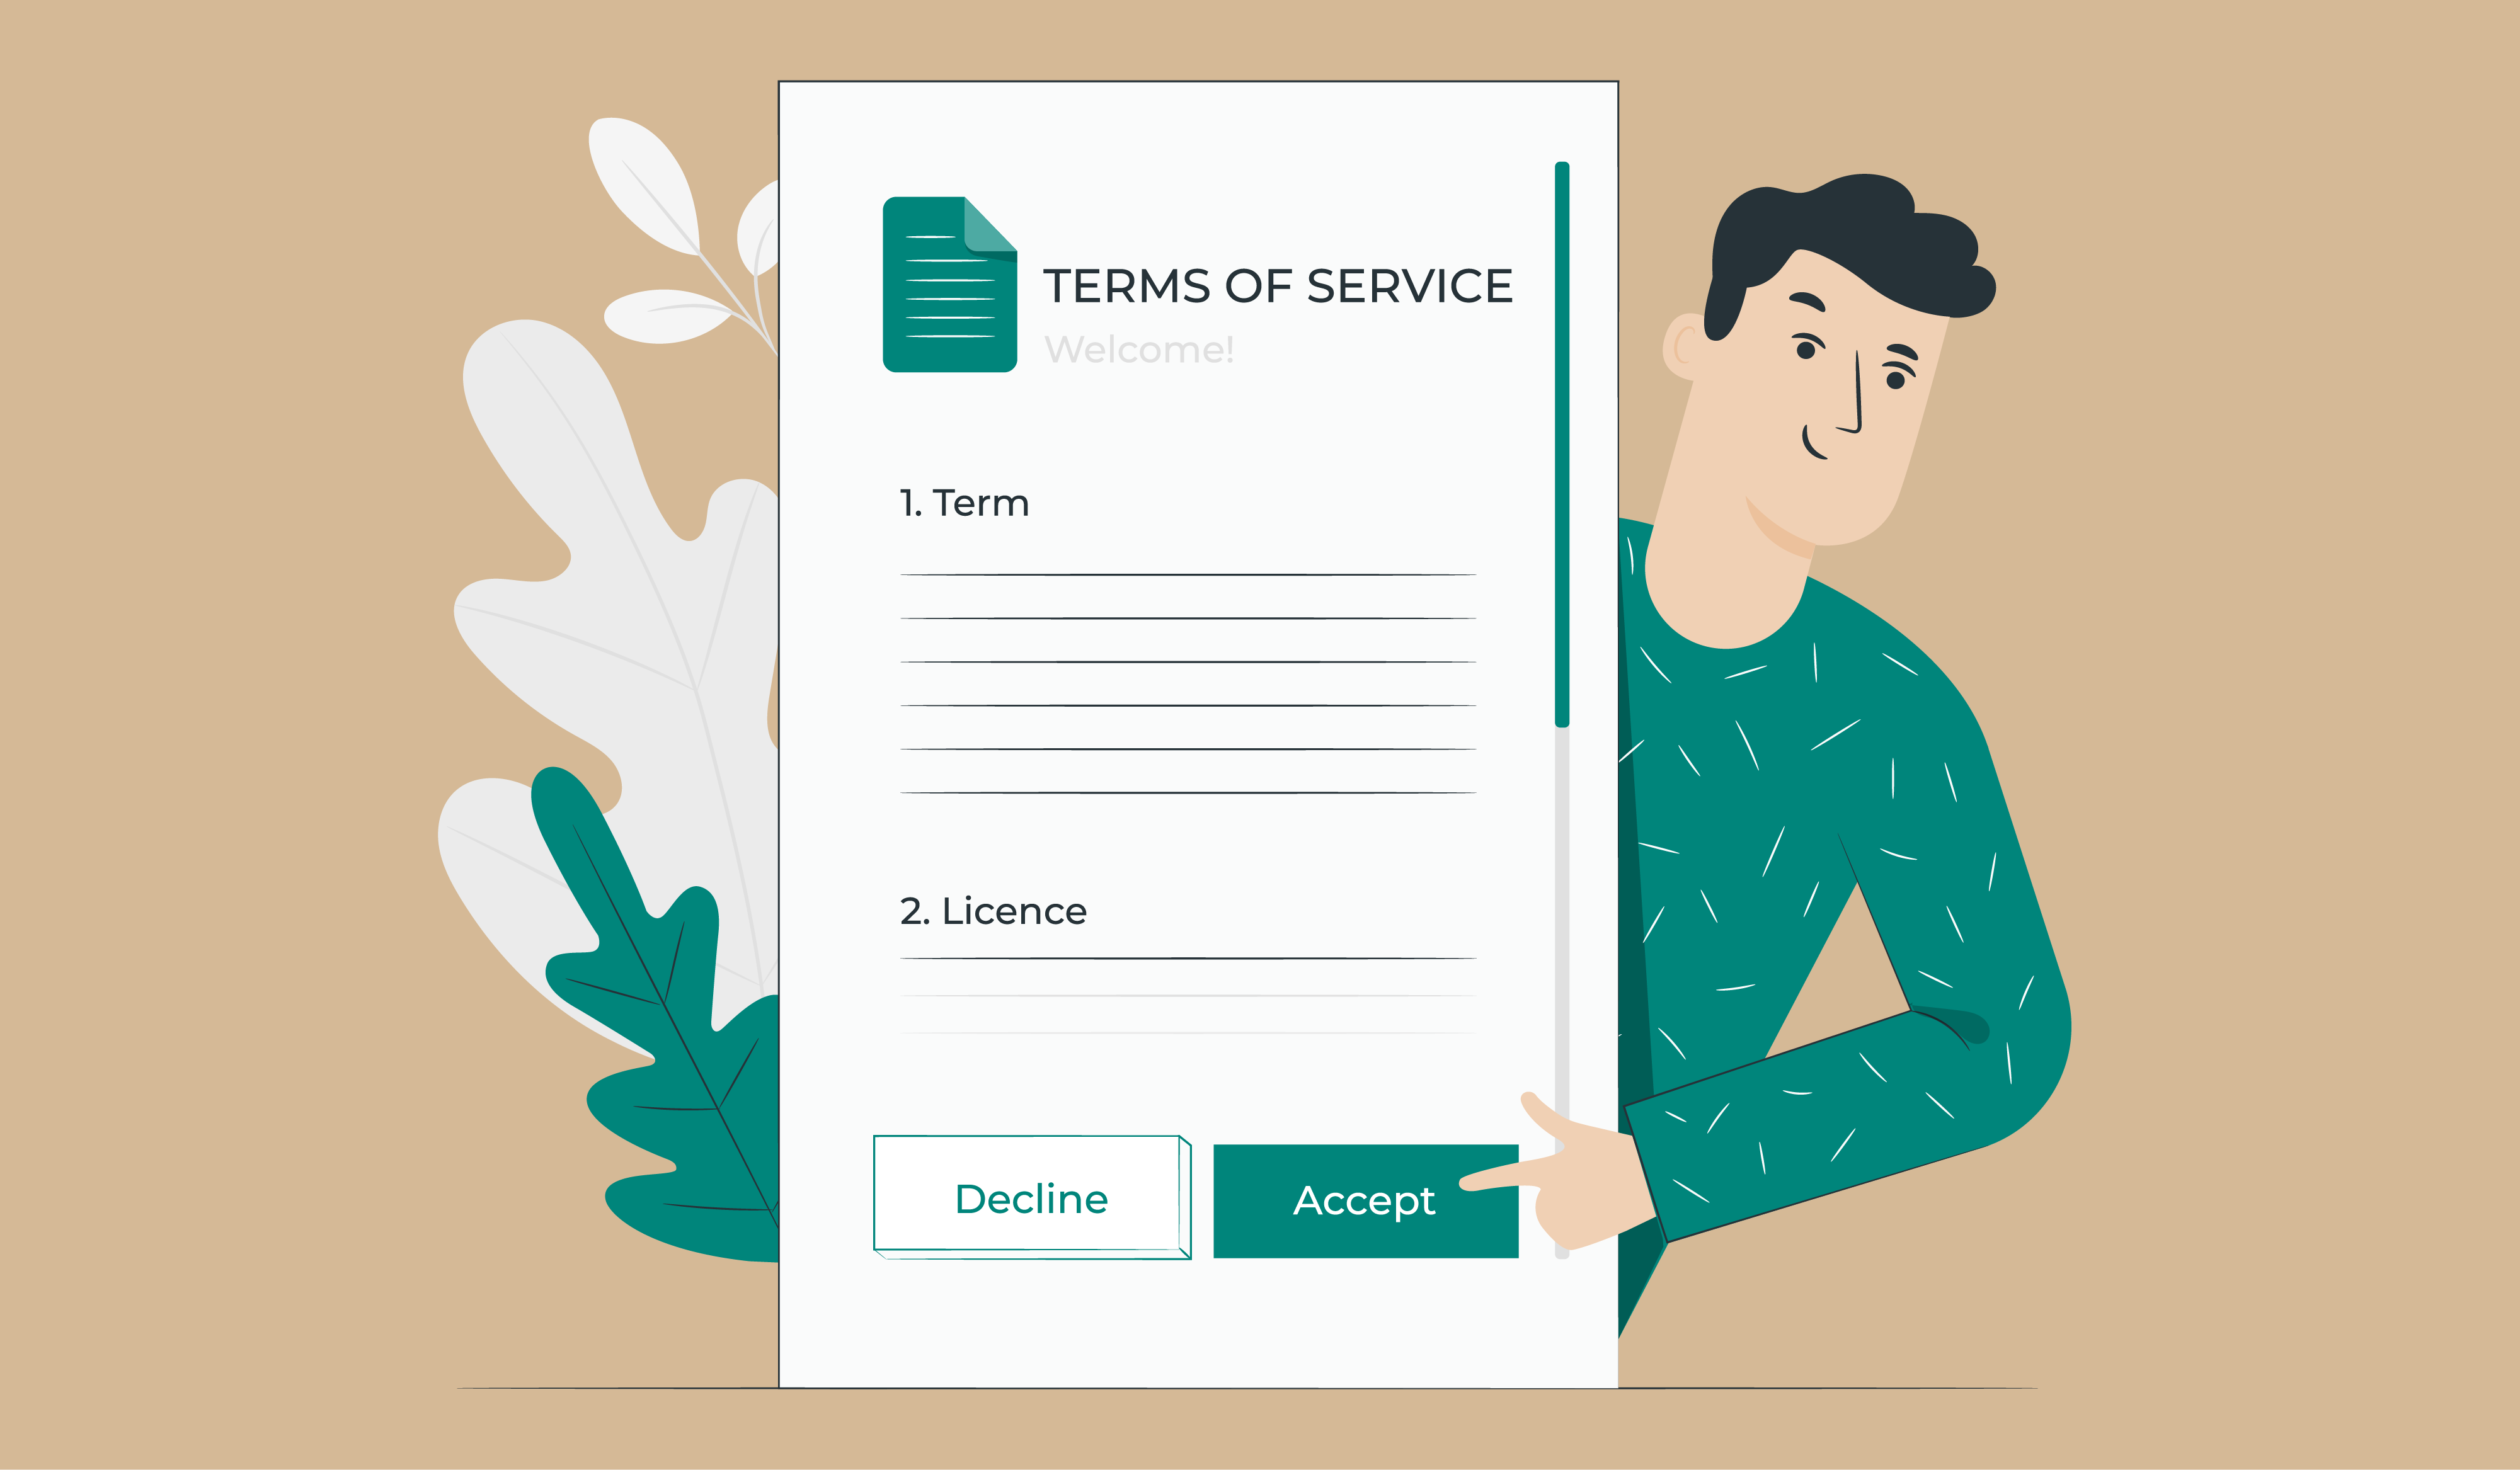 TERMS OF SERVICE
Welcome!
1. Term
2. Licence
Decline
Accept